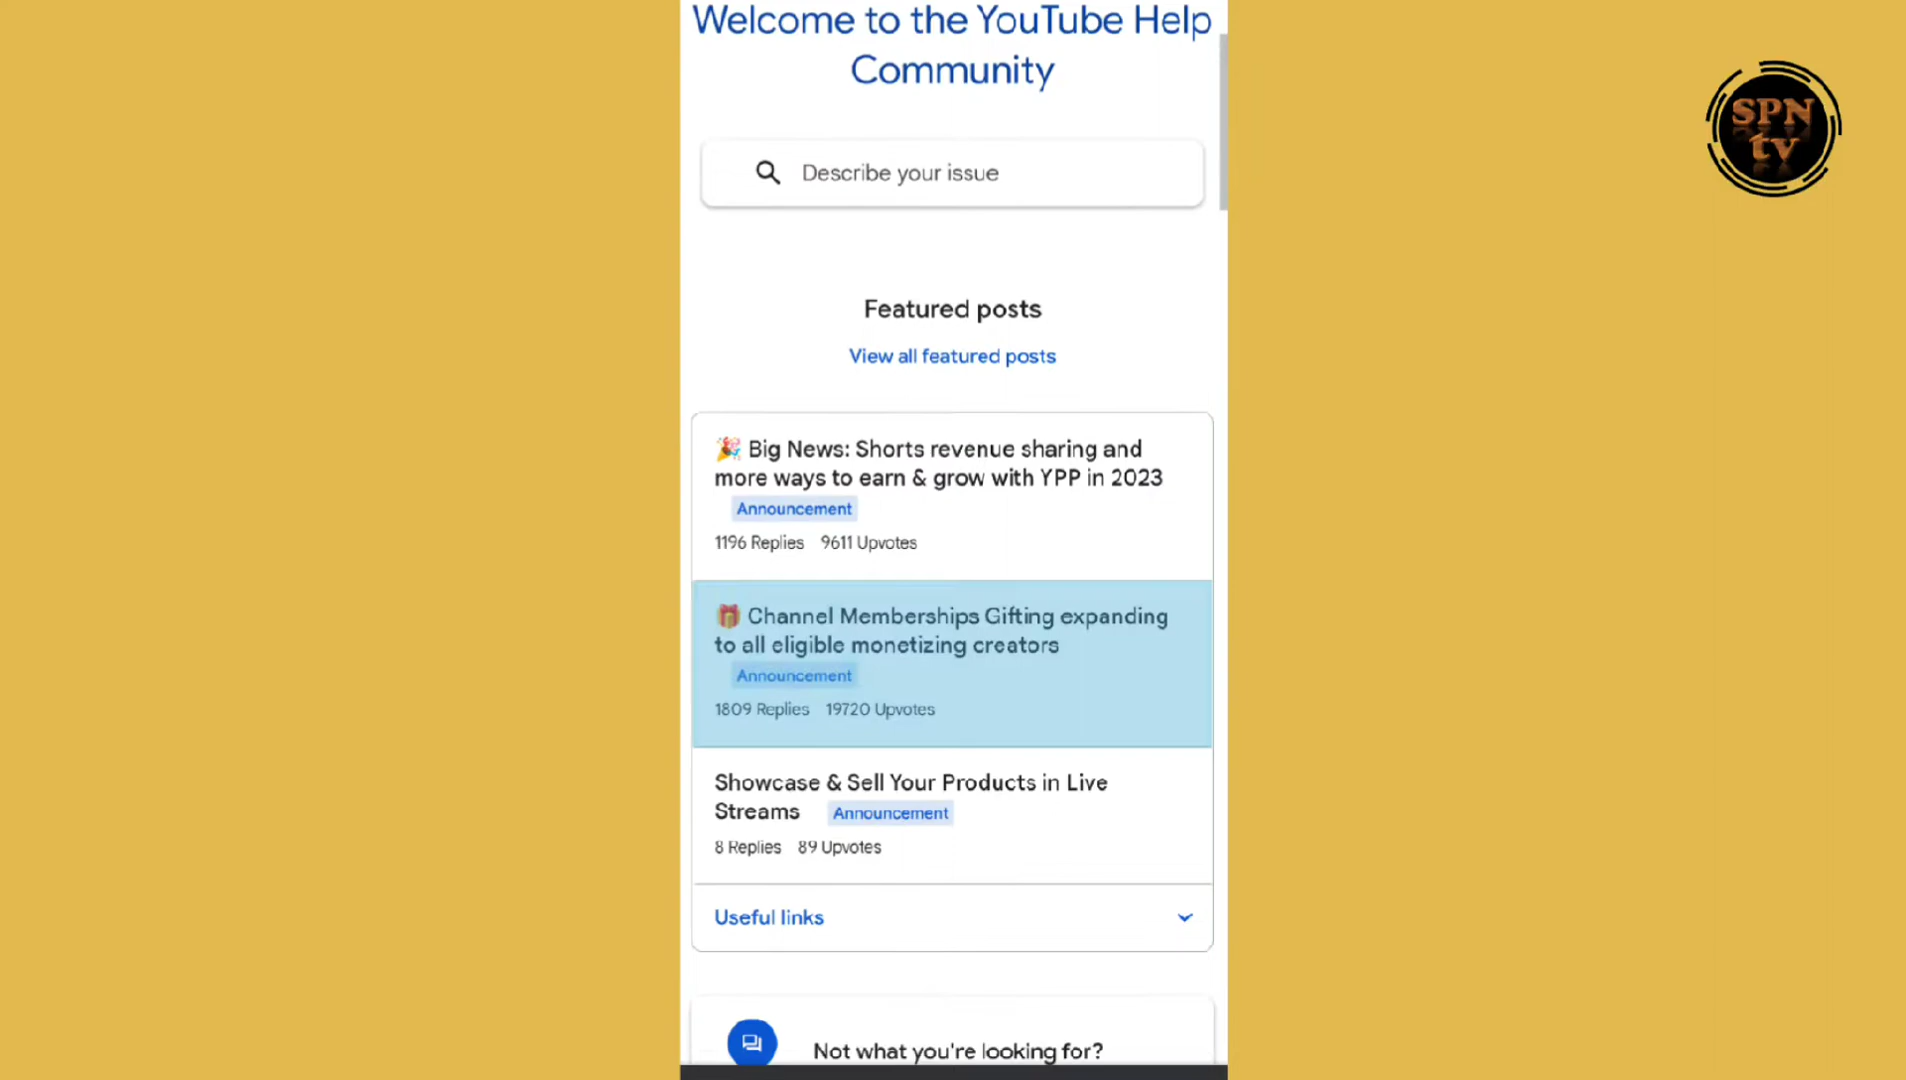 Welcome to the YouTube Help
Community
SPN
tv
Describe your issue
Featured posts
View all featured posts
🎉 Big News: Shorts revenue sharing and
more ways to earn & grow with YPP in 2023
Announcement
1196 Replies 9611 Upvotes
🎁 Channel Memberships Gifting expanding
to all eligible monetizing creators
Announcement
1809 Replies 19720 Upvotes
Showcase & Sell Your Products in Live
Streams Announcement
8 Replies 89 Upvotes
Useful links
Not what you're looking for?